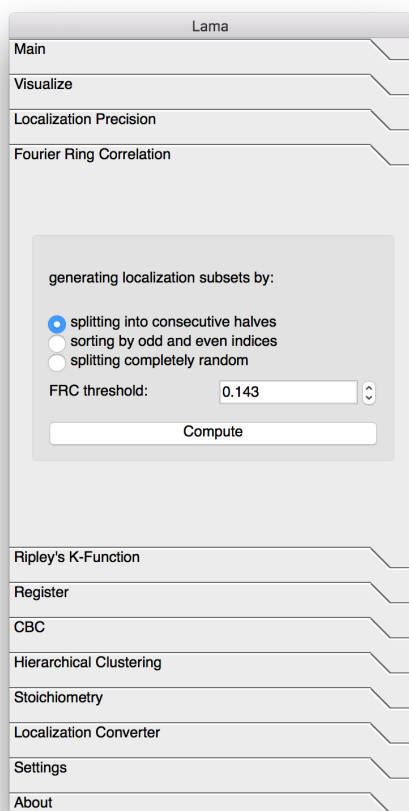 Lama
Main
Visualize
Localization Precision
Fourier Ring Correlation
generating localization subsets by:
splitting into consecutive halves
sorting by odd and even indices
splitting completely random
FRC threshold: 0.143
Compute
Ripley's K-Function
Register
CBC
Hierarchical Clustering
Stoichiometry
Localization Converter
Settings
About